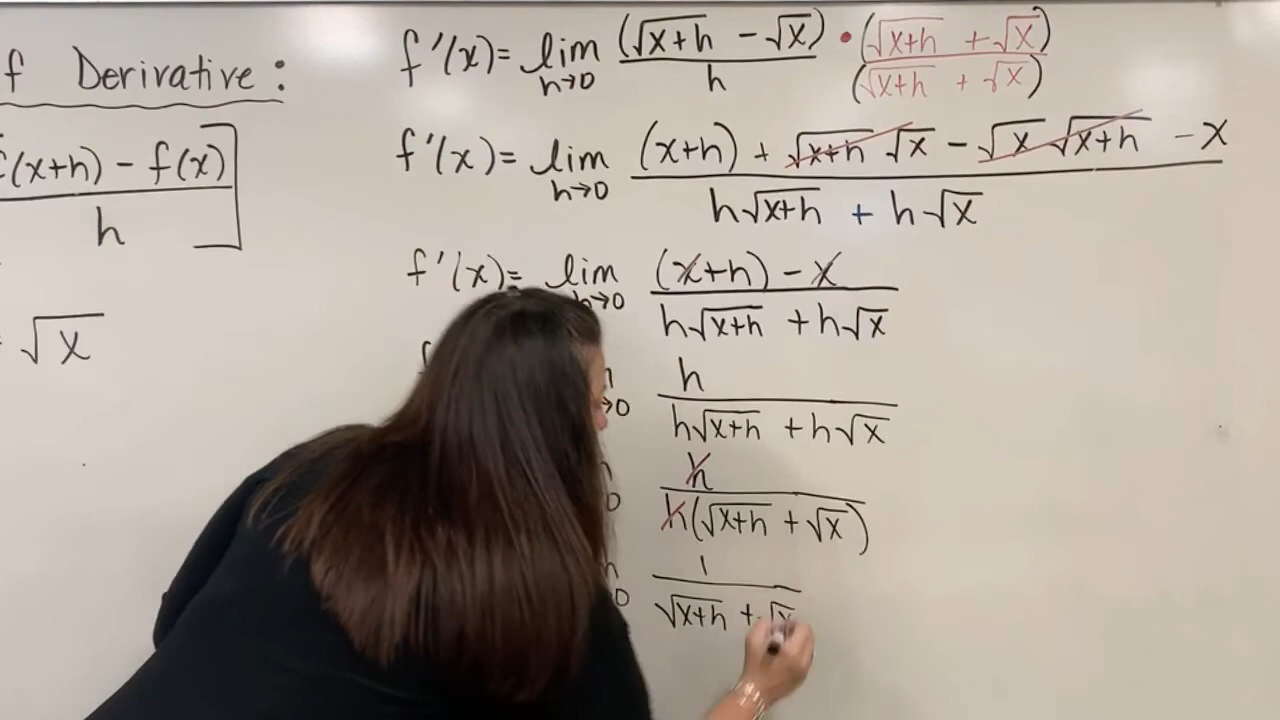 f Derivative:
f(x+h) - f(x)
h
√x
f'(x) = lim h→0 (√x+h - √x) / h • (√x+h + √x) / (√x+h + √x)
f'(x) = lim h→0 (x+h) + √x+h √x - √x √x+h - x / h√x+h + h√x
f'(x) = lim h→0 (x+h) - x / h√x+h + h√x
h / h√x+h + h√x
h / h(√x+h + √x)
1 / √x+h + √x